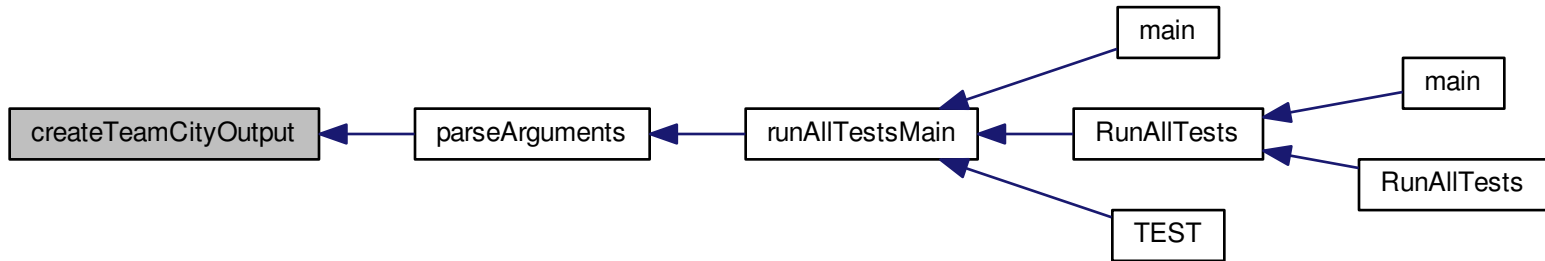 createTeamCityOutput
parseArguments
runAllTestsMain
main
RunAllTests
TEST
main
RunAllTests